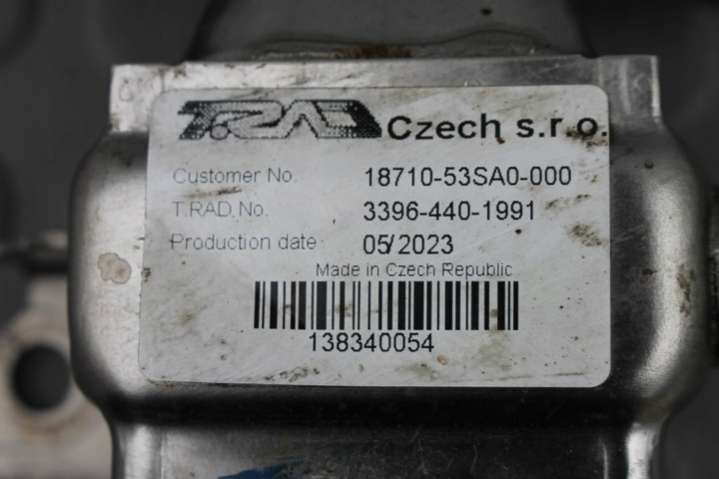 T.RAD Czech s.r.o.
Customer No. 18710-53SA0-000
T.RAD. No. 3396-440-1991
Production date 05/2023
Made in Czech Republic
138340054